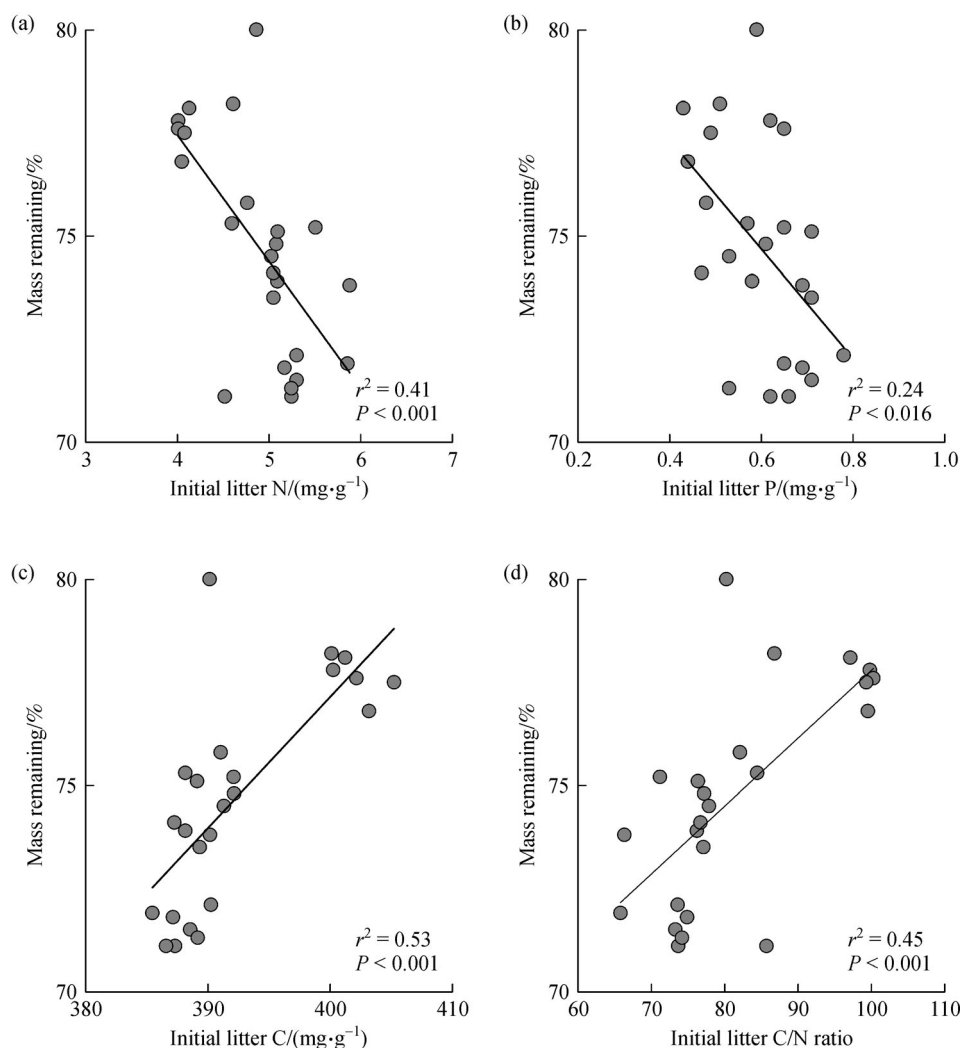 (a)
80
75
70
Mass remaining/%
r² = 0.41
P < 0.001
3 4 5 6 7
Initial litter N/(mg·g⁻¹)
(b)
80
75
70
Mass remaining/%
r² = 0.24
P < 0.016
0.2 0.4 0.6 0.8 1.0
Initial litter P/(mg·g⁻¹)
(c)
80
75
70
Mass remaining/%
r² = 0.53
P < 0.001
380 390 400 410
Initial litter C/(mg·g⁻¹)
(d)
80
75
70
Mass remaining/%
r² = 0.45
P < 0.001
60 70 80 90 100 110
Initial litter C/N ratio